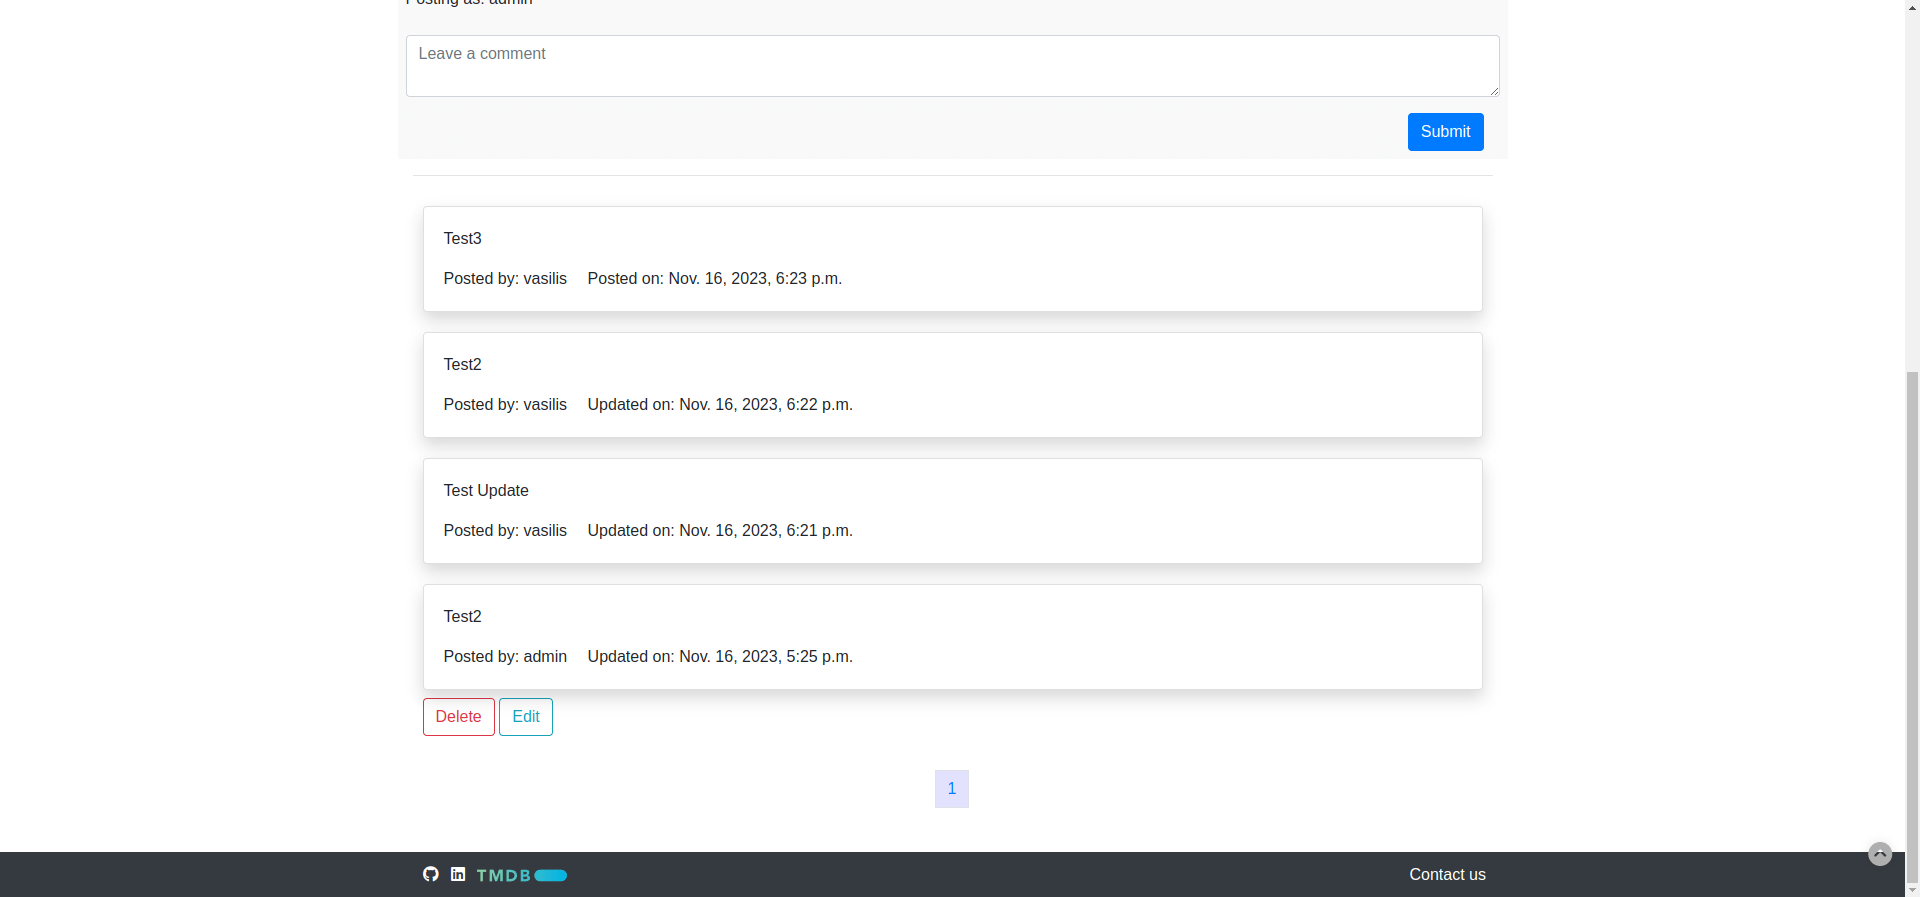 Posting as: admin
Leave a comment
Submit
Test3
Posted by: vasilis Posted on: Nov. 16, 2023, 6:23 p.m.
Test2
Posted by: vasilis Updated on: Nov. 16, 2023, 6:22 p.m.
Test Update
Posted by: vasilis Updated on: Nov. 16, 2023, 6:21 p.m.
Test2
Posted by: admin Updated on: Nov. 16, 2023, 5:25 p.m.
Delete Edit
1
in TMDB Contact us